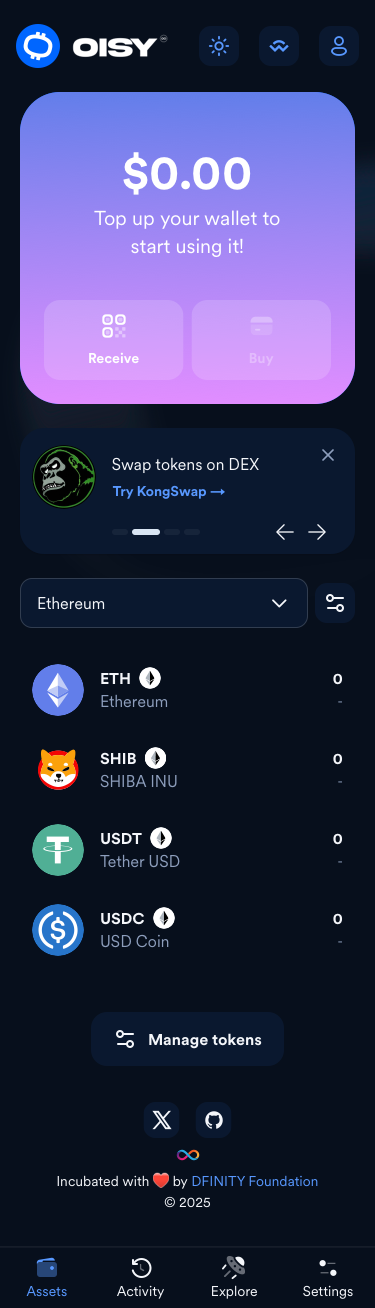 OISY
$0.00
Top up your wallet to
start using it!
Receive
Buy
Swap tokens on DEX
Try KongSwap →
Ethereum
ETH
0
Ethereum
-
SHIB
0
SHIBA INU
-
USDT
0
Tether USD
-
USDC
0
USD Coin
-
Manage tokens
Incubated with ❤️ by DFINITY Foundation
© 2025
Assets
Activity
Explore
Settings